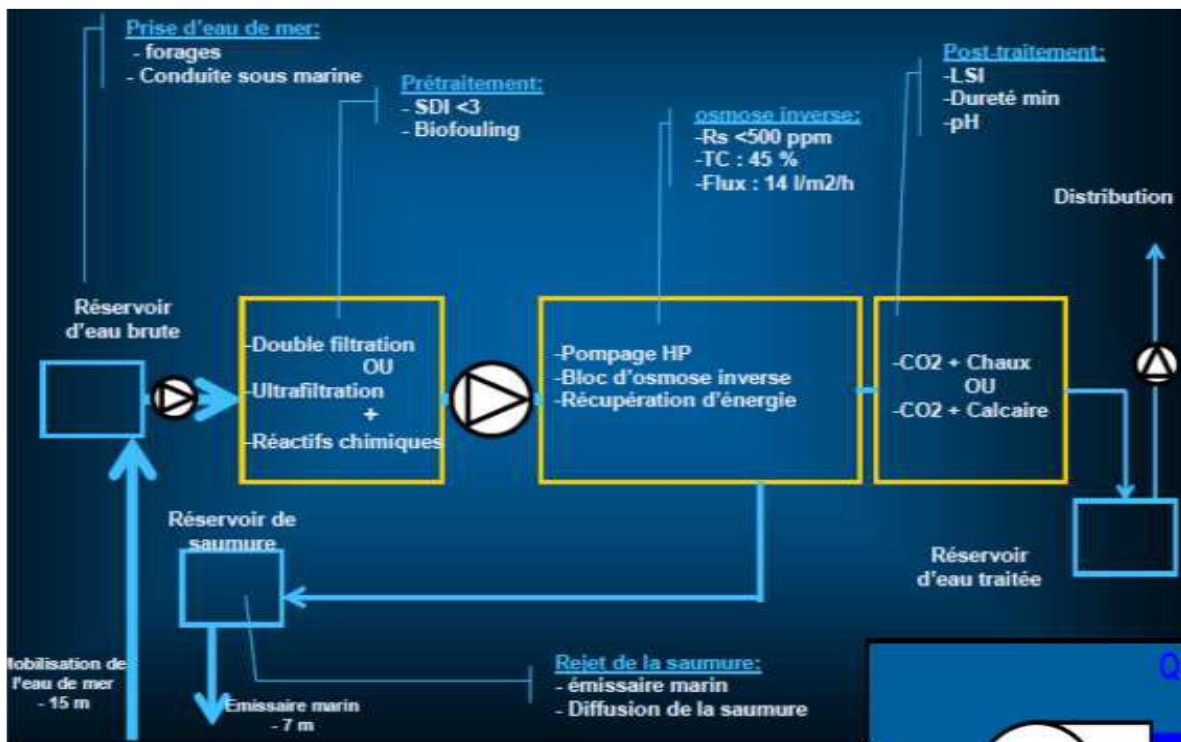 Prise d'eau de mer:
- forages
- Conduite sous marine
Prétraitement:
- SDI <3
- Biofouling
osmose inverse:
-Rs <500 ppm
-TC : 45 %
-Flux : 14 l/m2/h
Post-traitement:
-LSI
-Dureté min
-pH
Distribution
Réservoir
d'eau brute
-Double filtration
OU
-Ultrafiltration
+
-Réactifs chimiques
-Pompage HP
-Bloc d'osmose inverse
-Récupération d'énergie
-CO2 + Chaux
OU
-CO2 + Calcaire
Réservoir de
saumure
Réservoir
d'eau traitée
Mobilisation de
l'eau de mer
- 15 m
Emissaire marin
- 7 m
Rejet de la saumure:
- émissaire marin
- Diffusion de la saumure
Q